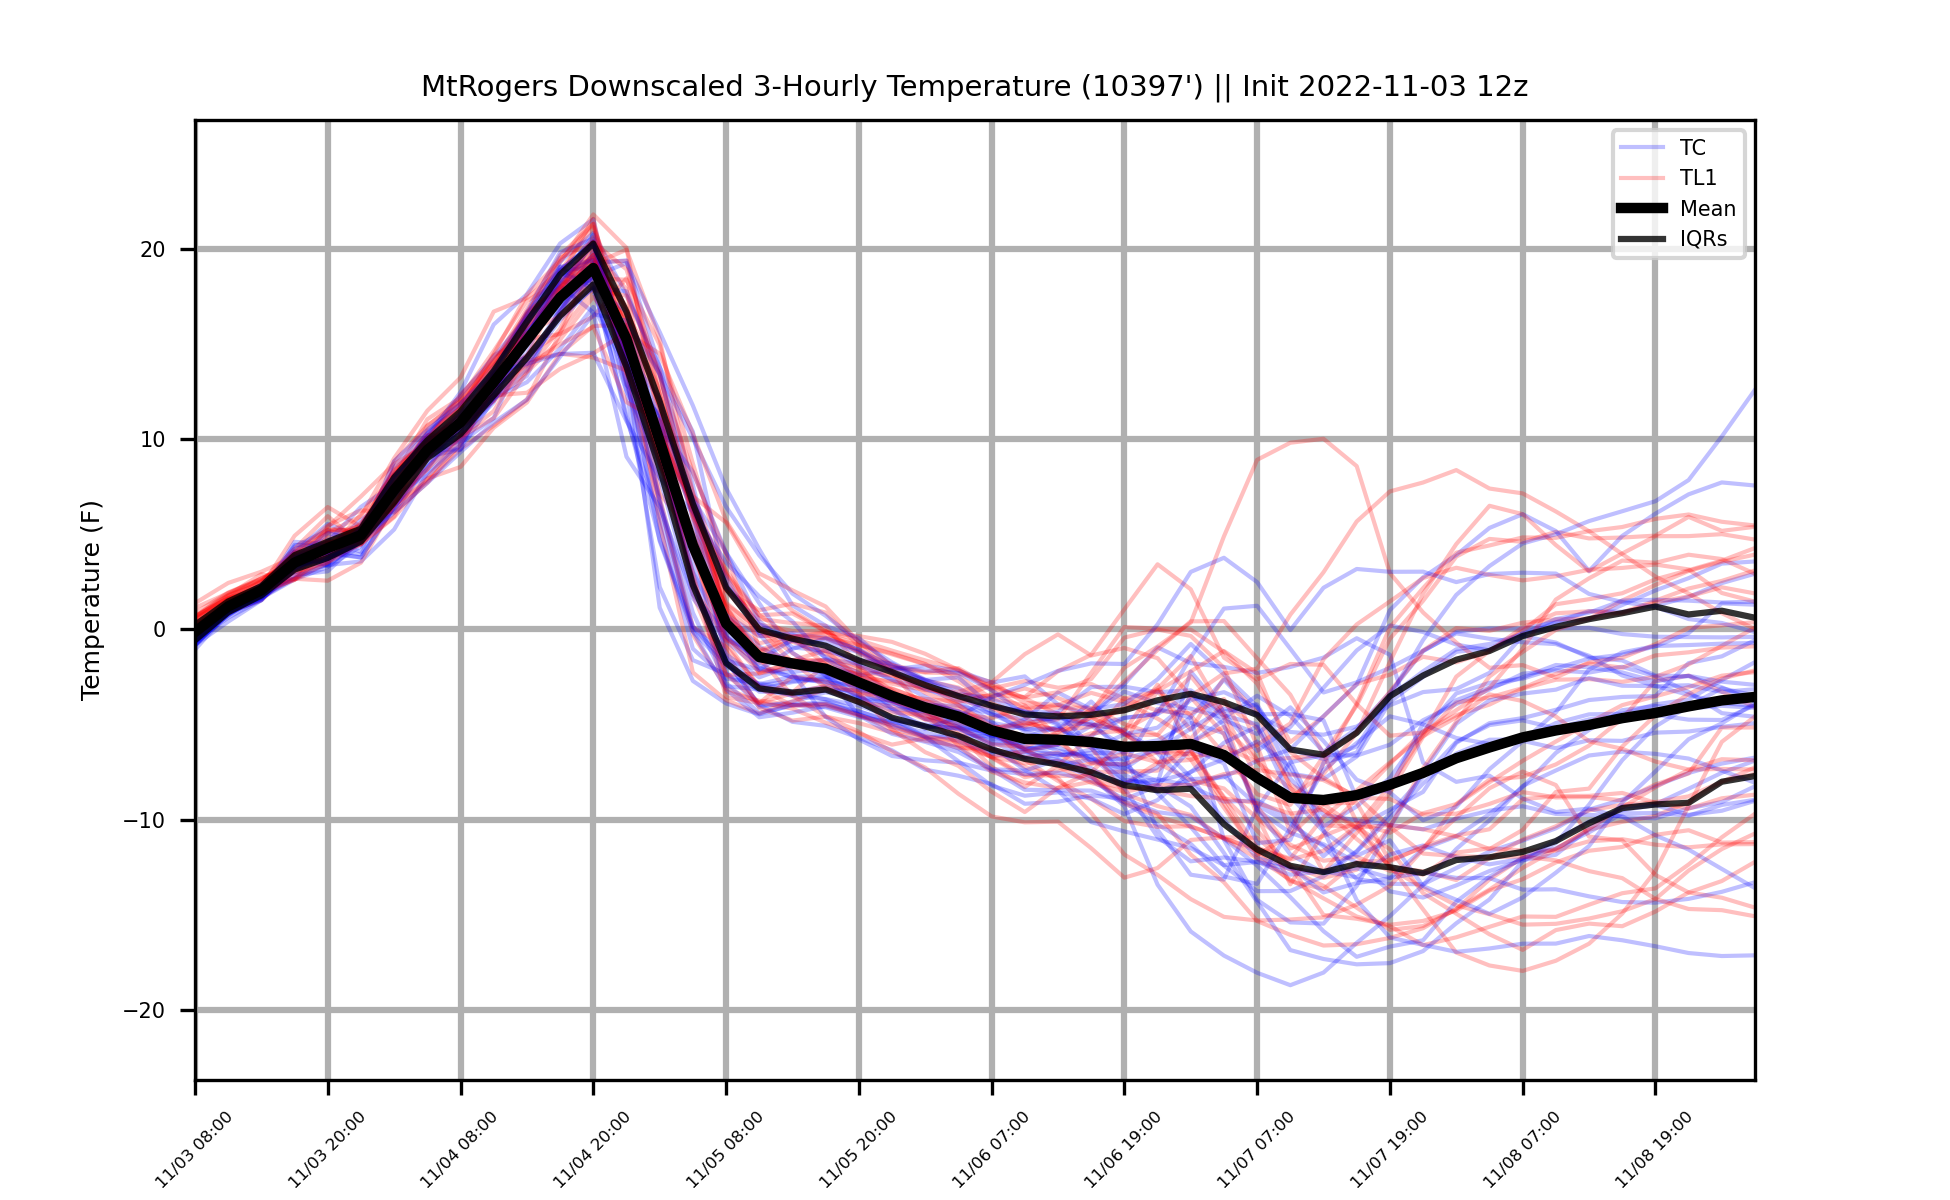 MtRogers Downscaled 3-Hourly Temperature (10397') || Init 2022-11-03 12z
TC
TL1
Mean
IQRs
Temperature (F)
20
10
0
−10
−20
11/03 08:00
11/03 20:00
11/04 08:00
11/04 20:00
11/05 08:00
11/05 20:00
11/06 07:00
11/06 19:00
11/07 07:00
11/07 19:00
11/08 07:00
11/08 19:00